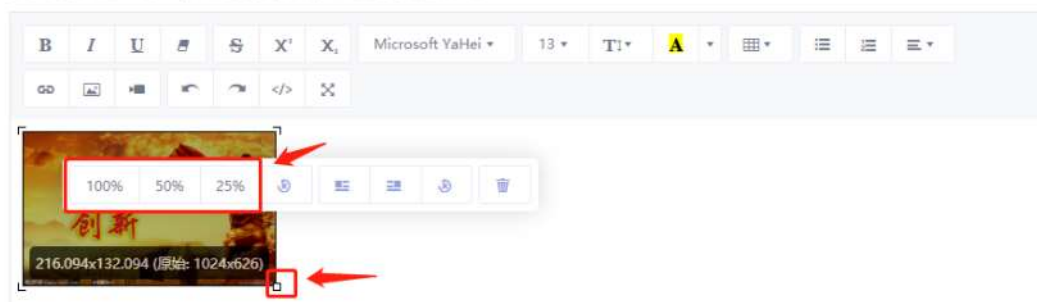 B I U S X² X₂ Microsoft YaHei 13 T A
</>
100% 50% 25%
创新
216.094x132.094 (原始: 1024x626)